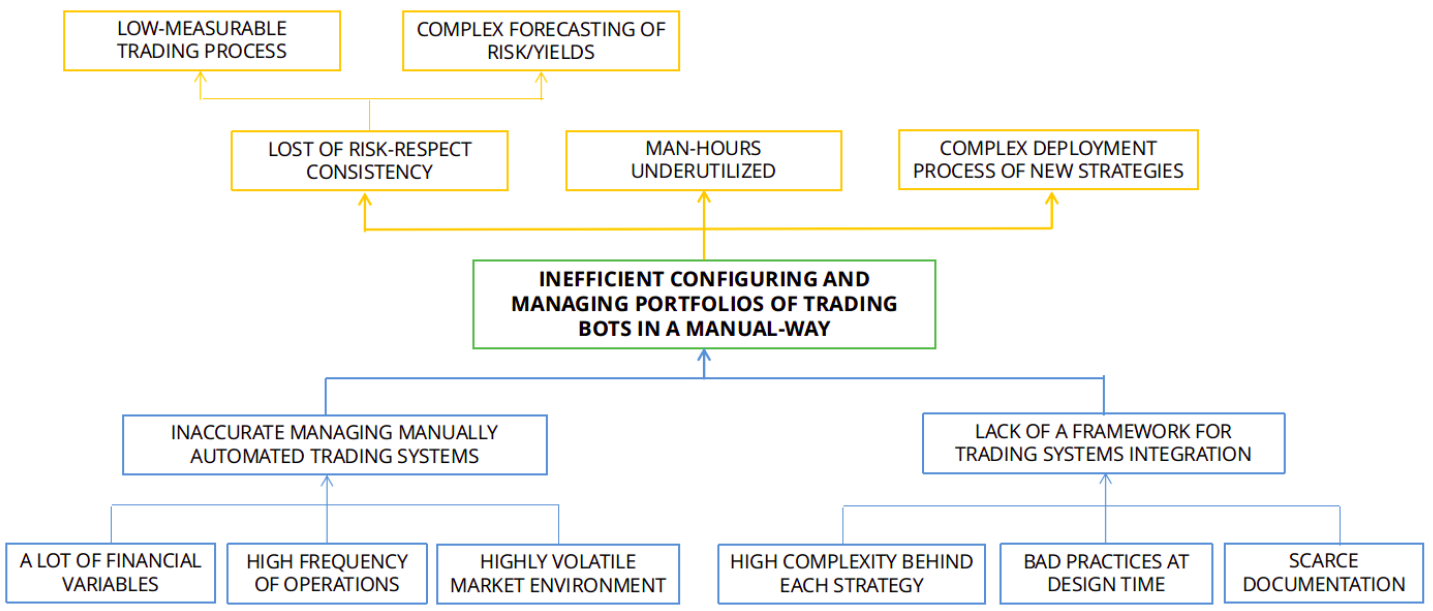 LOW-MEASURABLE
TRADING PROCESS
COMPLEX FORECASTING OF
RISK/YIELDS
LOST OF RISK-RESPECT
CONSISTENCY
MAN-HOURS
UNDERUTILIZED
COMPLEX DEPLOYMENT
PROCESS OF NEW STRATEGIES
INEFFICIENT CONFIGURING AND
MANAGING PORTFOLIOS OF TRADING
BOTS IN A MANUAL-WAY
INACCURATE MANAGING MANUALLY
AUTOMATED TRADING SYSTEMS
LACK OF A FRAMEWORK FOR
TRADING SYSTEMS INTEGRATION
A LOT OF FINANCIAL
VARIABLES
HIGH FREQUENCY
OF OPERATIONS
HIGHLY VOLATILE
MARKET ENVIRONMENT
HIGH COMPLEXITY BEHIND
EACH STRATEGY
BAD PRACTICES AT
DESIGN TIME
SCARCE
DOCUMENTATION